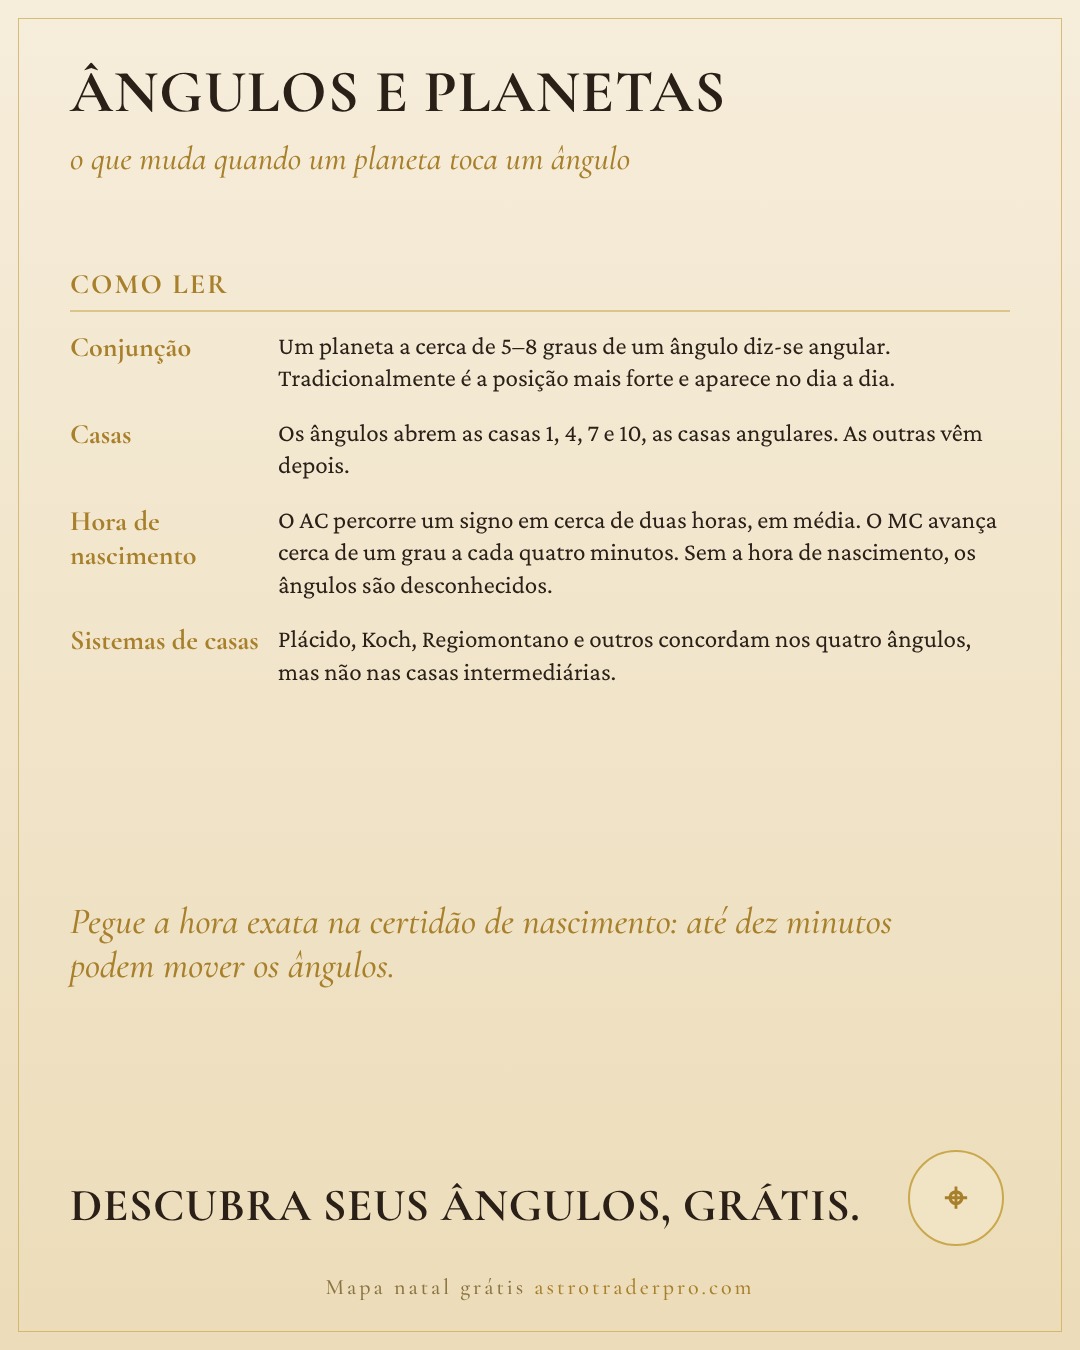 ÂNGULOS E PLANETAS
o que muda quando um planeta toca um ângulo
COMO LER
Conjunção
Um planeta a cerca de 5–8 graus de um ângulo diz-se angular.
Tradicionalmente é a posição mais forte e aparece no dia a dia.
Casas
Os ângulos abrem as casas 1, 4, 7 e 10, as casas angulares. As outras vêm
depois.
Hora de
nascimento
O AC percorre um signo em cerca de duas horas, em média. O MC avança
cerca de um grau a cada quatro minutos. Sem a hora de nascimento, os
ângulos são desconhecidos.
Sistemas de casas
Plácido, Koch, Regiomontano e outros concordam nos quatro ângulos,
mas não nas casas intermediárias.
Pegue a hora exata na certidão de nascimento: até dez minutos
podem mover os ângulos.
DESCUBRA SEUS ÂNGULOS, GRÁTIS.
Mapa natal grátis astrotraderpro.com